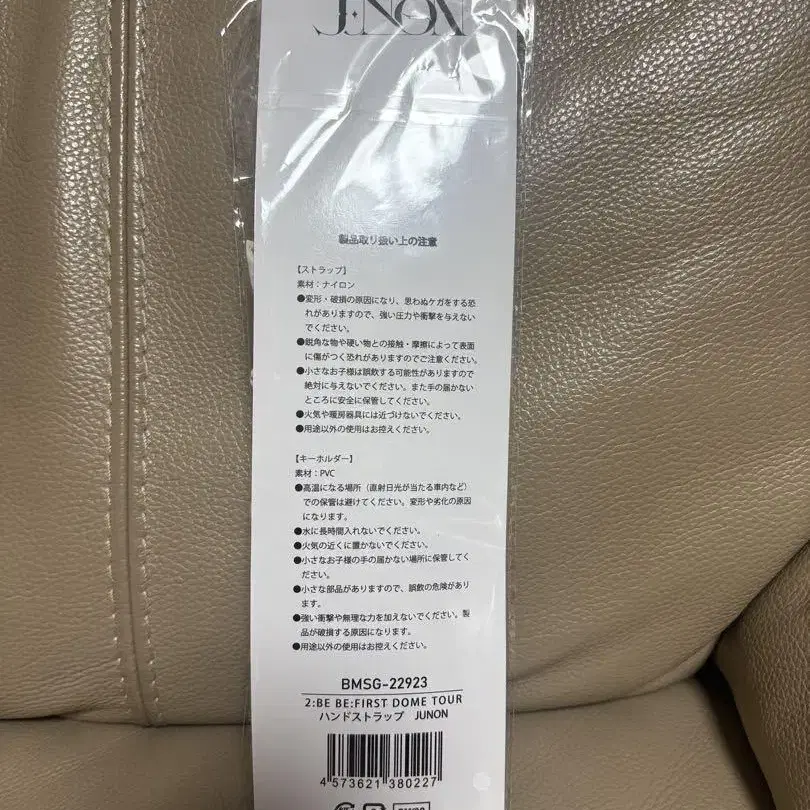 JUNON
製品取り扱い上の注意
【ストラップ】
素材：ナイロン
●変形・破損の原因になり、思わぬケガをする恐
れがありますので、強い圧力や衝撃を与えない
でください。
●鋭角な物や硬い物との接触・摩擦によって表面
に傷がつく恐れがありますのでご注意ください。
●小さなお子様は誤飲する可能性がありますので
絶対に与えないでください。また手の届かない
ところに安全に保管してください。
●火気や暖房器具には近づけないでください。
●用途以外の使用はお控えください。
【キーホルダー】
素材：PVC
●高温になる場所（直射日光が当たる車内など）
での保管は避けてください。変形や劣化の原因
になります。
●水に長時間入れないでください。
●火気の近くに置かないでください。
●小さなお子様の手の届かない場所に保管してく
ださい。
●小さな部品がありますので、誤飲の危険があり
ます。
●強い衝撃や無理な力を加えないでください。製
品が破損する原因になります。
●用途以外の使用はお控えください。
BMSG-22923
2:BE BE:FIRST DOME TOUR
ハンドストラップ JUNON
4 573621 380227